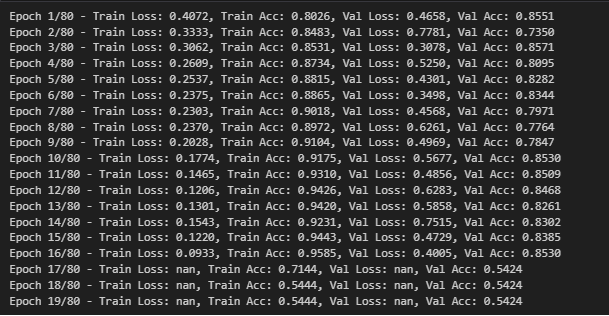 Epoch 1/80 - Train Loss: 0.4072, Train Acc: 0.8026, Val Loss: 0.4658, Val Acc: 0.8551
Epoch 2/80 - Train Loss: 0.3333, Train Acc: 0.8483, Val Loss: 0.7781, Val Acc: 0.7350
Epoch 3/80 - Train Loss: 0.3062, Train Acc: 0.8531, Val Loss: 0.3078, Val Acc: 0.8571
Epoch 4/80 - Train Loss: 0.2609, Train Acc: 0.8734, Val Loss: 0.5250, Val Acc: 0.8095
Epoch 5/80 - Train Loss: 0.2537, Train Acc: 0.8815, Val Loss: 0.4301, Val Acc: 0.8282
Epoch 6/80 - Train Loss: 0.2375, Train Acc: 0.8865, Val Loss: 0.3498, Val Acc: 0.8344
Epoch 7/80 - Train Loss: 0.2303, Train Acc: 0.9018, Val Loss: 0.4568, Val Acc: 0.7971
Epoch 8/80 - Train Loss: 0.2370, Train Acc: 0.8972, Val Loss: 0.6261, Val Acc: 0.7764
Epoch 9/80 - Train Loss: 0.2028, Train Acc: 0.9104, Val Loss: 0.4969, Val Acc: 0.7847
Epoch 10/80 - Train Loss: 0.1774, Train Acc: 0.9175, Val Loss: 0.5677, Val Acc: 0.8530
Epoch 11/80 - Train Loss: 0.1465, Train Acc: 0.9310, Val Loss: 0.4856, Val Acc: 0.8509
Epoch 12/80 - Train Loss: 0.1206, Train Acc: 0.9426, Val Loss: 0.6283, Val Acc: 0.8468
Epoch 13/80 - Train Loss: 0.1301, Train Acc: 0.9420, Val Loss: 0.5858, Val Acc: 0.8261
Epoch 14/80 - Train Loss: 0.1543, Train Acc: 0.9231, Val Loss: 0.7515, Val Acc: 0.8302
Epoch 15/80 - Train Loss: 0.1220, Train Acc: 0.9443, Val Loss: 0.4729, Val Acc: 0.8385
Epoch 16/80 - Train Loss: 0.0933, Train Acc: 0.9585, Val Loss: 0.4005, Val Acc: 0.8530
Epoch 17/80 - Train Loss: nan, Train Acc: 0.7144, Val Loss: nan, Val Acc: 0.5424
Epoch 18/80 - Train Loss: nan, Train Acc: 0.5444, Val Loss: nan, Val Acc: 0.5424
Epoch 19/80 - Train Loss: nan, Train Acc: 0.5444, Val Loss: nan, Val Acc: 0.5424